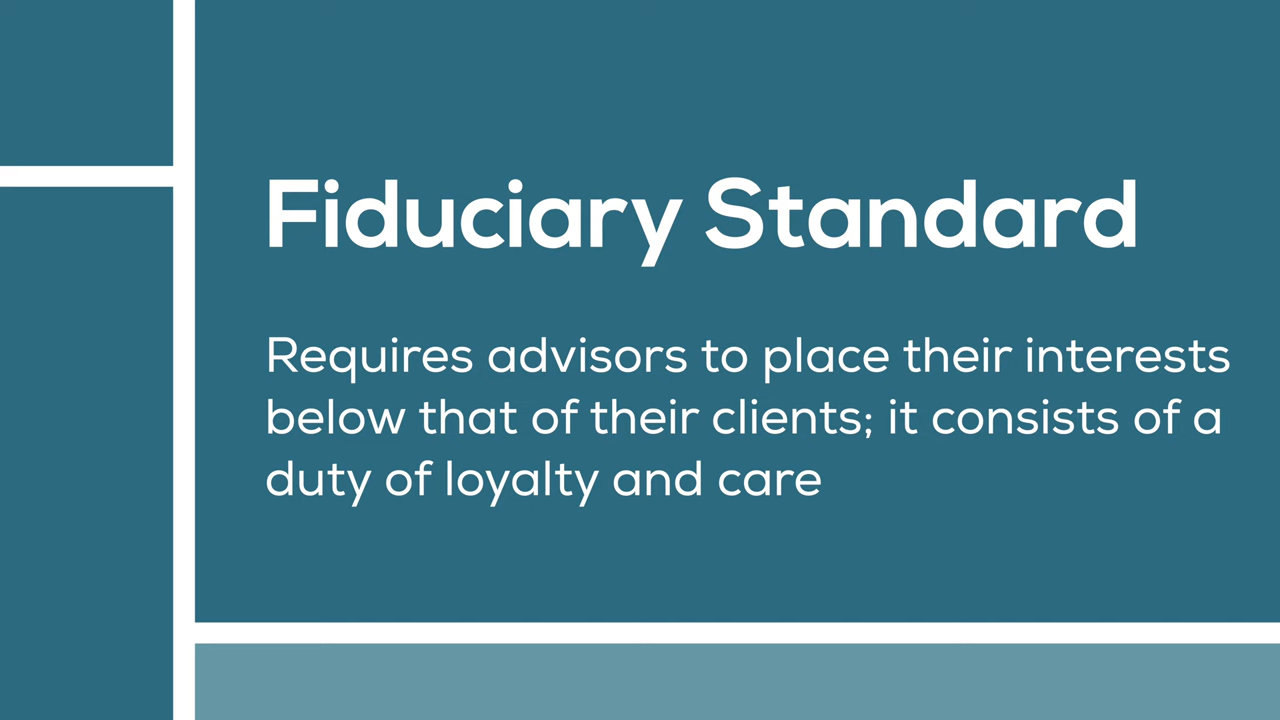 Fiduciary Standard
Requires advisors to place their interests
below that of their clients; it consists of a
duty of loyalty and care